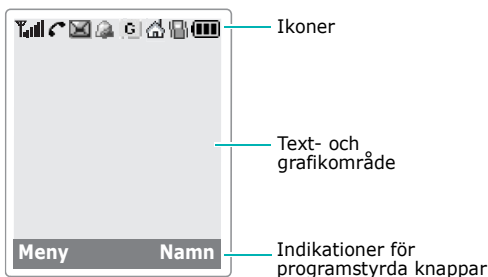 G
Ikoner
Text- och
grafikområde
Meny Namn
Indikationer för
programstyrda knappar